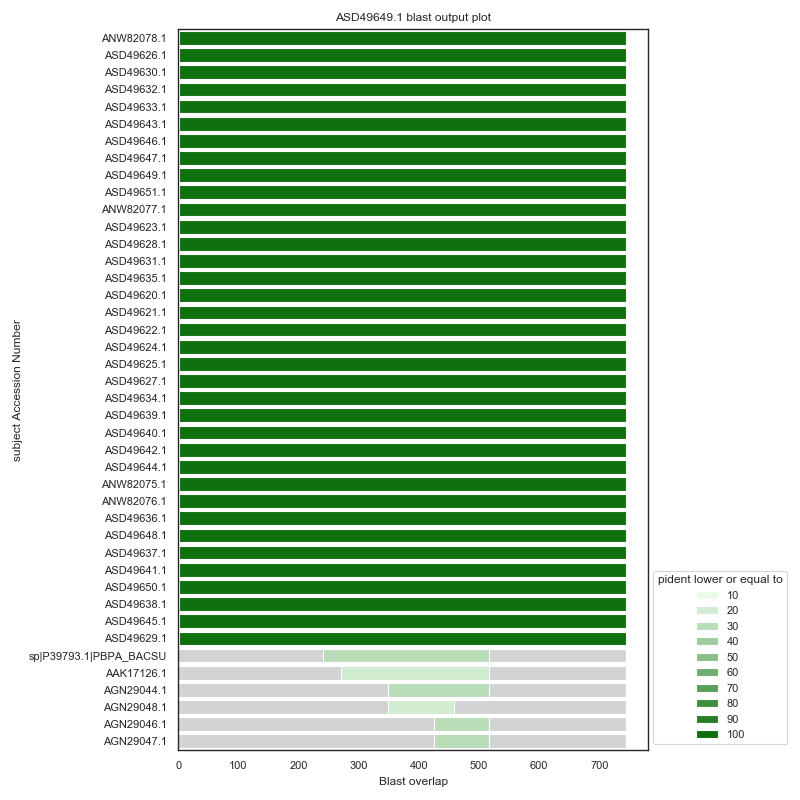 ASD49649.1 blast output plot
ANW82078.1
ASD49626.1
ASD49630.1
ASD49632.1
ASD49633.1
ASD49643.1
ASD49646.1
ASD49647.1
ASD49649.1
ASD49651.1
ANW82077.1
ASD49623.1
ASD49628.1
ASD49631.1
ASD49635.1
ASD49620.1
ASD49621.1
ASD49622.1
ASD49624.1
ASD49625.1
ASD49627.1
ASD49634.1
ASD49639.1
ASD49640.1
ASD49642.1
ASD49644.1
ANW82075.1
ANW82076.1
ASD49636.1
ASD49648.1
ASD49637.1
ASD49641.1
ASD49650.1
ASD49638.1
ASD49645.1
ASD49629.1
sp|P39793.1|PBPA_BACSU
AAK17126.1
AGN29044.1
AGN29048.1
AGN29046.1
AGN29047.1
subject Accession Number
0 100 200 300 400 500 600 700
Blast overlap
pident lower or equal to
10
20
30
40
50
60
70
80
90
100